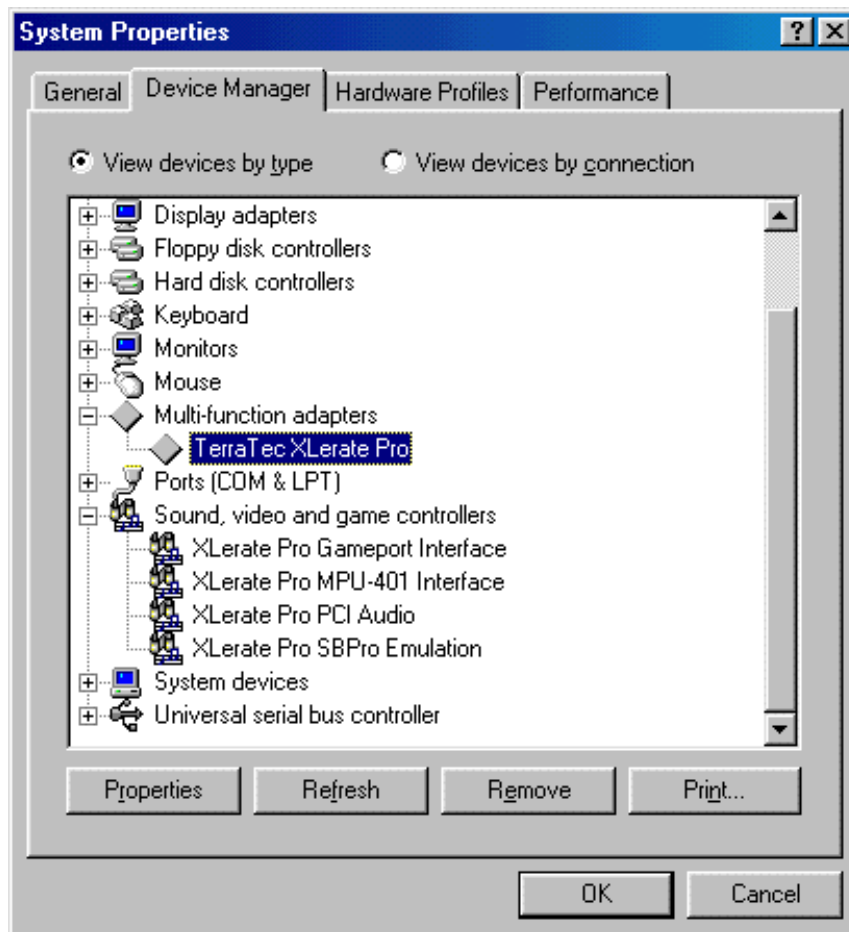 System Properties
General Device Manager Hardware Profiles Performance
View devices by type View devices by connection
Display adapters
Floppy disk controllers
Hard disk controllers
Keyboard
Monitors
Mouse
Multi-function adapters
TerraTec XLerate Pro
Ports (COM & LPT)
Sound, video and game controllers
XLerate Pro Gameport Interface
XLerate Pro MPU-401 Interface
XLerate Pro PCI Audio
XLerate Pro SBPro Emulation
System devices
Universal serial bus controller
Properties Refresh Remove Print...
OK Cancel